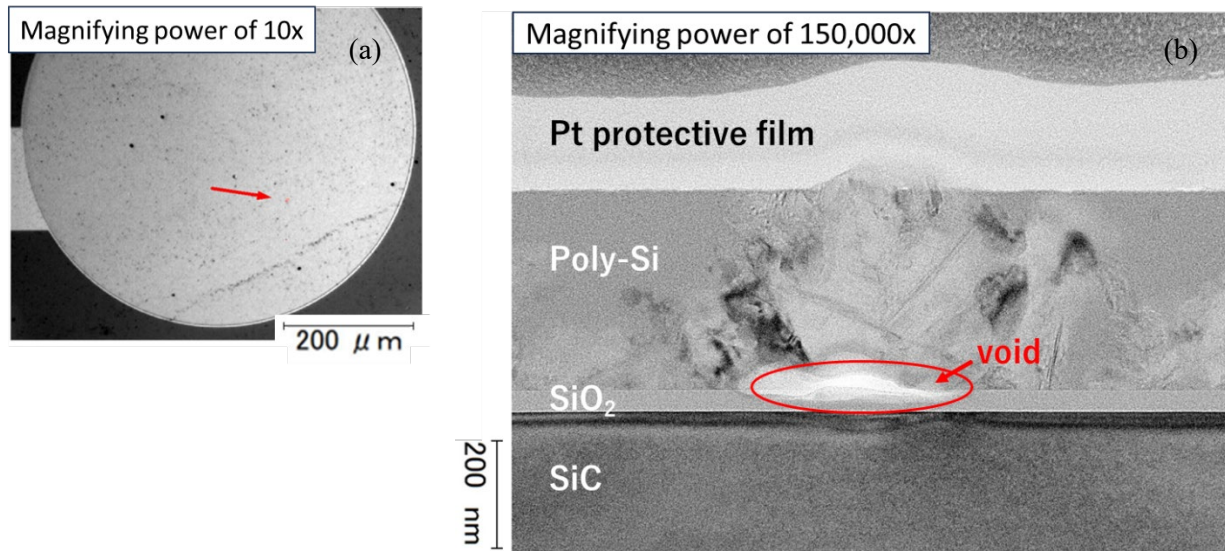 Magnifying power of 10x
(a)
200 μm
Magnifying power of 150,000x
(b)
Pt protective film
Poly-Si
void
SiO₂
SiC
200 nm